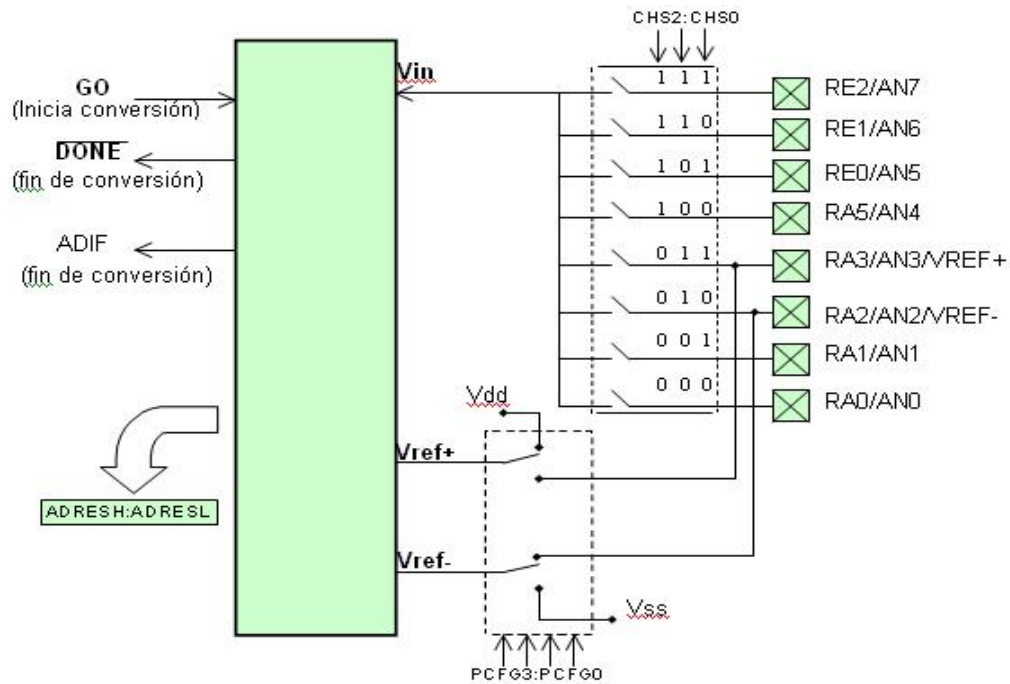 CHS2:CHS0
Vin
GO
(Inicia conversión)
DONE
(fin de conversión)
ADIF
(fin de conversión)
1 1 1
RE2/AN7
1 1 0
RE1/AN6
1 0 1
RE0/AN5
1 0 0
RA5/AN4
0 1 1
RA3/AN3/VREF+
0 1 0
RA2/AN2/VREF-
0 0 1
RA1/AN1
0 0 0
RA0/AN0
Vdd
Vref+
ADRESH:ADRESL
Vref-
Vss
PCFG3:PCFG0